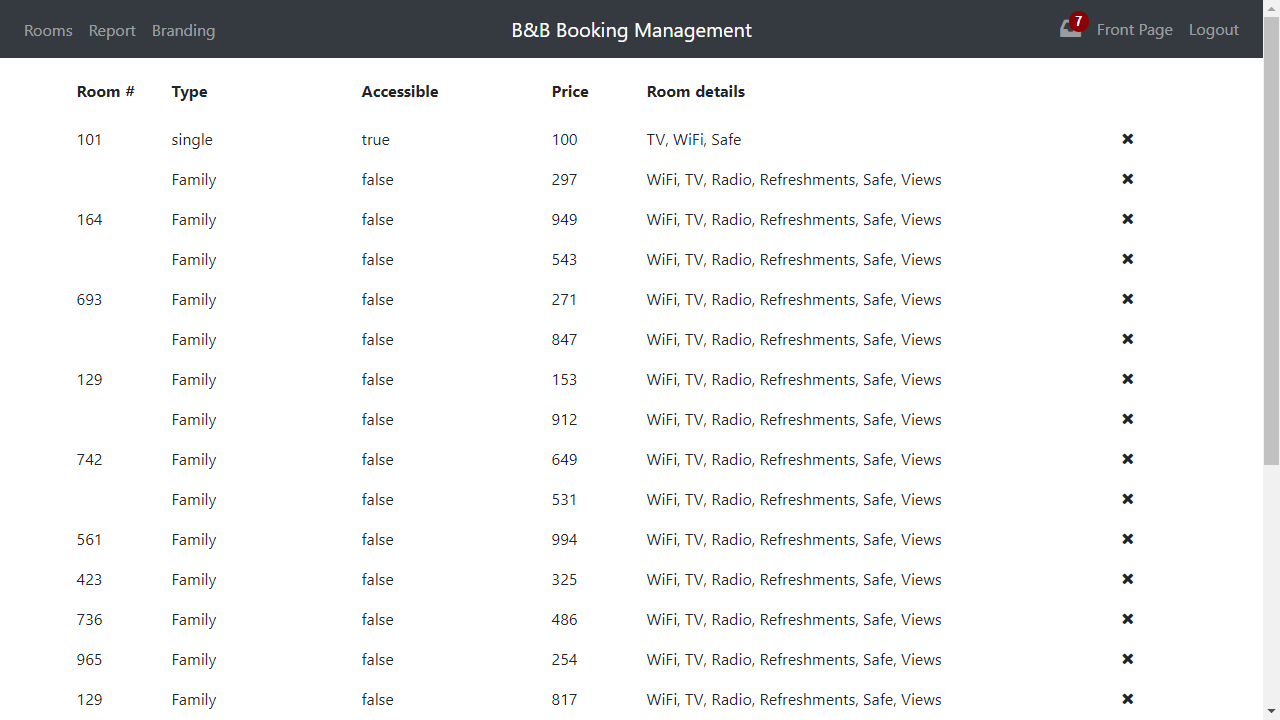 Rooms Report Branding B&B Booking Management 7 Front Page Logout
Room # Type Accessible Price Room details
101 single true 100 TV, WiFi, Safe
Family false 297 WiFi, TV, Radio, Refreshments, Safe, Views
164 Family false 949 WiFi, TV, Radio, Refreshments, Safe, Views
Family false 543 WiFi, TV, Radio, Refreshments, Safe, Views
693 Family false 271 WiFi, TV, Radio, Refreshments, Safe, Views
Family false 847 WiFi, TV, Radio, Refreshments, Safe, Views
129 Family false 153 WiFi, TV, Radio, Refreshments, Safe, Views
Family false 912 WiFi, TV, Radio, Refreshments, Safe, Views
742 Family false 649 WiFi, TV, Radio, Refreshments, Safe, Views
Family false 531 WiFi, TV, Radio, Refreshments, Safe, Views
561 Family false 994 WiFi, TV, Radio, Refreshments, Safe, Views
423 Family false 325 WiFi, TV, Radio, Refreshments, Safe, Views
736 Family false 486 WiFi, TV, Radio, Refreshments, Safe, Views
965 Family false 254 WiFi, TV, Radio, Refreshments, Safe, Views
129 Family false 817 WiFi, TV, Radio, Refreshments, Safe, Views